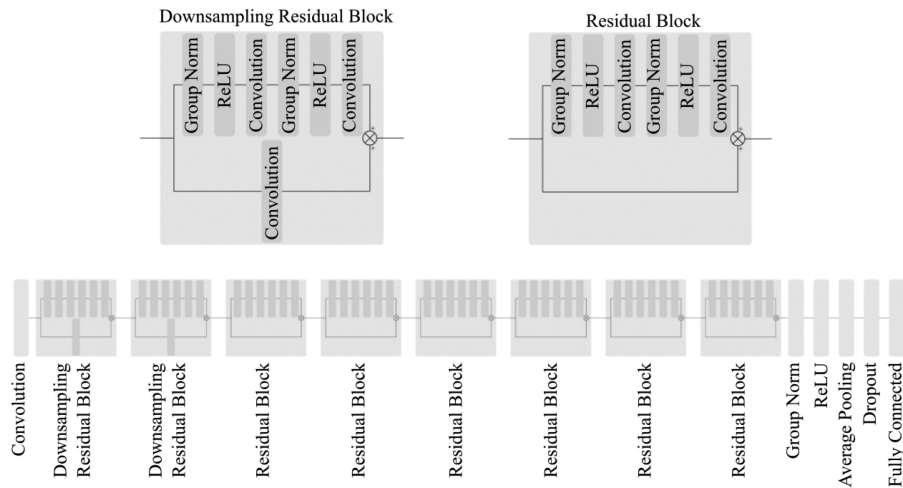 Downsampling Residual Block
Group Norm
ReLU
Convolution
Group Norm
ReLU
Convolution
+
+
Convolution
Residual Block
Group Norm
ReLU
Convolution
Group Norm
ReLU
Convolution
+
+
Convolution
Downsampling
Residual Block
Downsampling
Residual Block
Residual Block
Residual Block
Residual Block
Residual Block
Residual Block
Residual Block
Group Norm
ReLU
Average Pooling
Dropout
Fully Connected